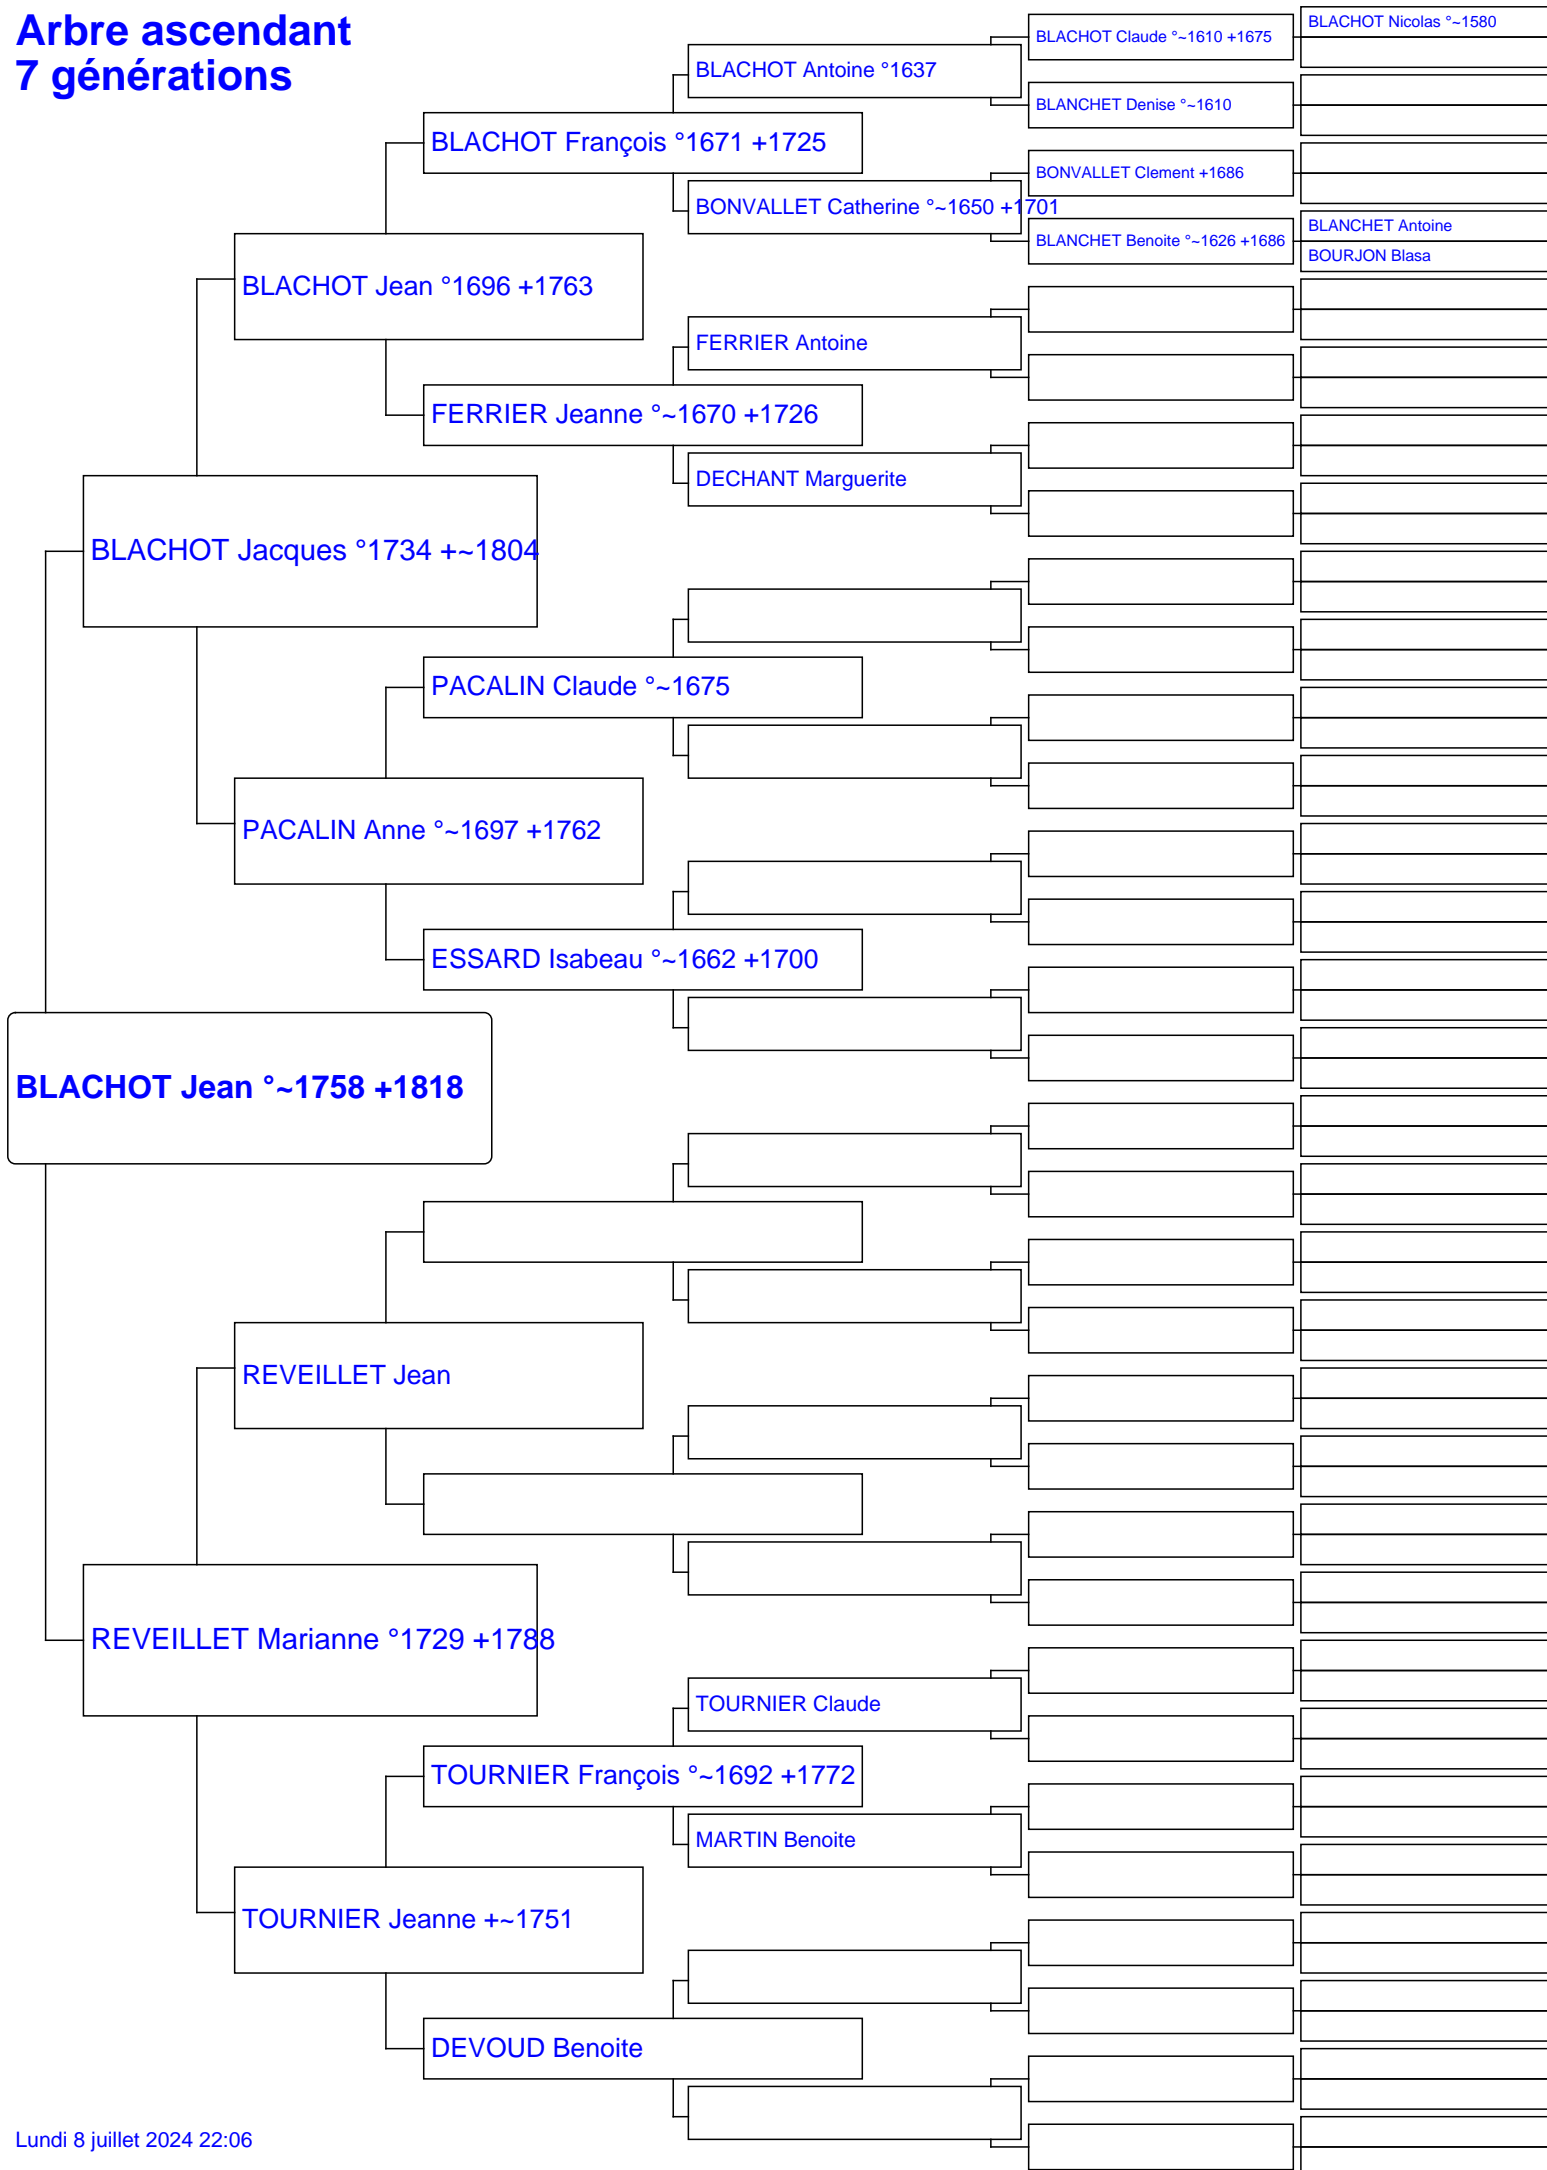 Arbre ascendant
7 générations
BLACHOT Nicolas °~1580
BLACHOT Claude °~1610 +1675
BLACHOT Antoine °1637
BLANCHET Denise °~1610
BLACHOT François °1671 +1725
BONVALLET Clement +1686
BONVALLET Catherine °~1650 +1701
BLANCHET Antoine
BLANCHET Benoite °~1626 +1686
BOURJON Blasa
BLACHOT Jean °1696 +1763
FERRIER Antoine
FERRIER Jeanne °~1670 +1726
DECHANT Marguerite
BLACHOT Jacques °1734 +~1804
PACALIN Claude °~1675
PACALIN Anne °~1697 +1762
ESSARD Isabeau °~1662 +1700
BLACHOT Jean °~1758 +1818
REVEILLET Jean
REVEILLET Marianne °1729 +1788
TOURNIER Claude
TOURNIER François °~1692 +1772
MARTIN Benoite
TOURNIER Jeanne +~1751
DEVOUD Benoite
Lundi 8 juillet 2024 22:06